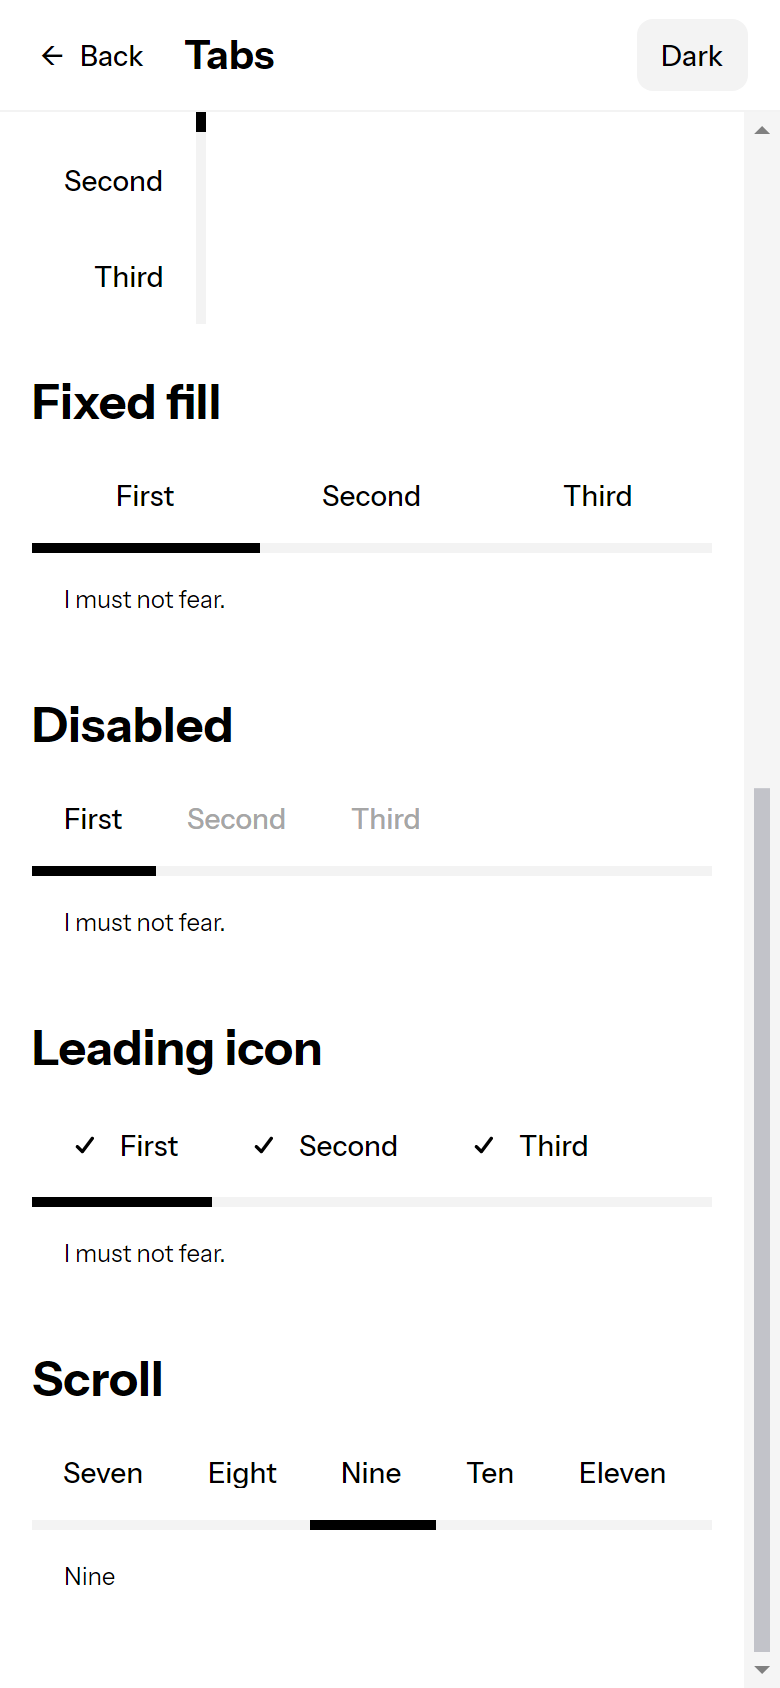 Back Tabs Dark
Second
Third
Fixed fill
First Second Third
I must not fear.
Disabled
First Second Third
I must not fear.
Leading icon
First Second Third
I must not fear.
Scroll
Seven Eight Nine Ten Eleven
Nine